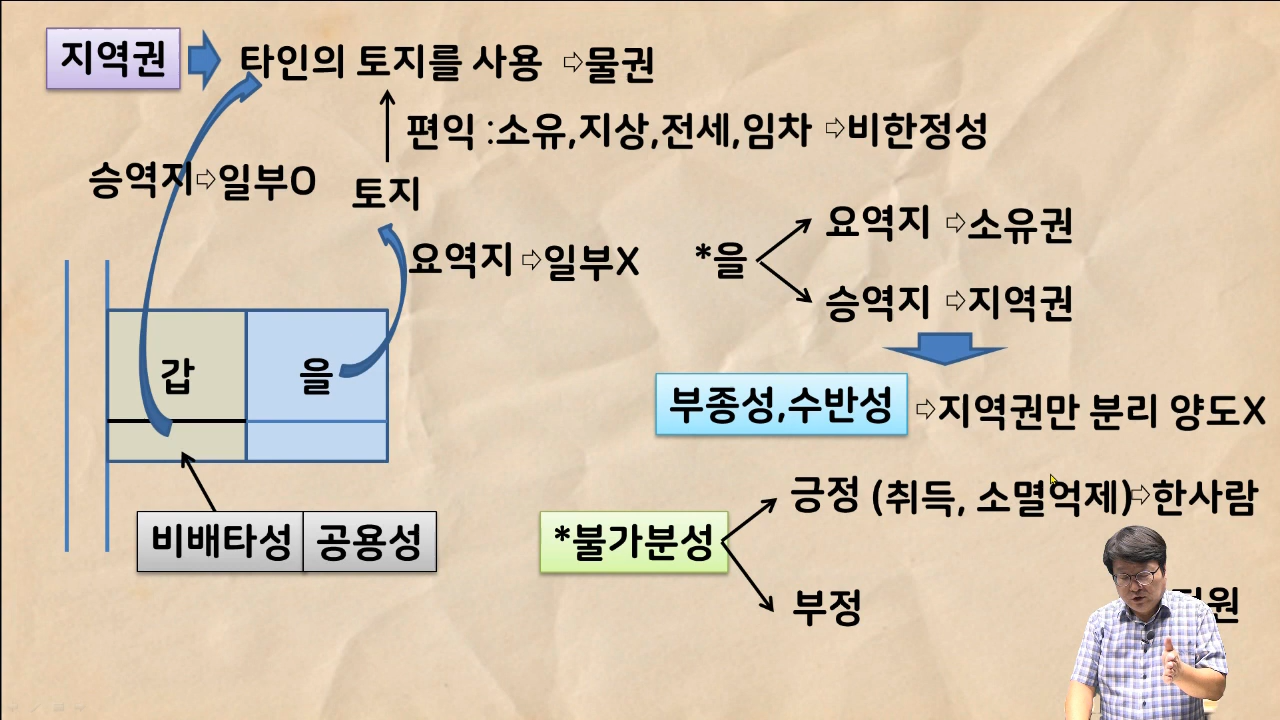 지역권 ⇨ 타인의 토지를 사용 ⇨물권
편익 :소유,지상,전세,임차 ⇨비한정성
승역지⇨일부O
토지
요역지⇨일부X
*을
요역지 ⇨소유권
승역지 ⇨지역권
갑
을
부종성,수반성 ⇨지역권만 분리 양도X
비배타성
공용성
*불가분성
긍정 (취득, 소멸억제)⇨한사람
부정